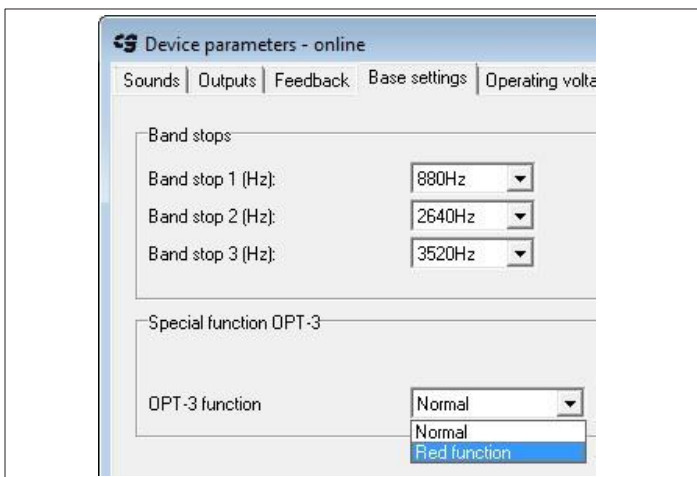 Device parameters - online
Sounds Outputs Feedback Base settings Operating volta
Band stops
Band stop 1 (Hz): 880Hz
Band stop 2 (Hz): 2640Hz
Band stop 3 (Hz): 3520Hz
Special function OPT-3
OPT-3 function Normal
Normal
Red function